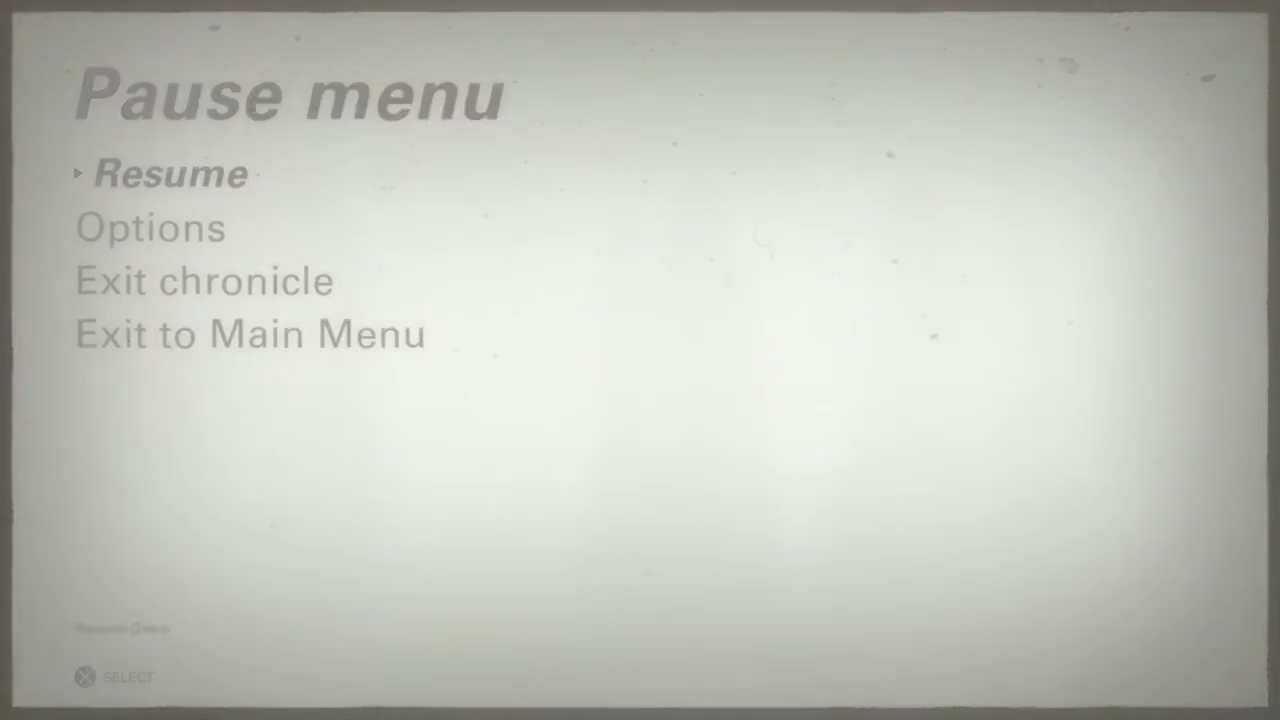 Pause menu
Resume
Options
Exit chronicle
Exit to Main Menu
SELECT